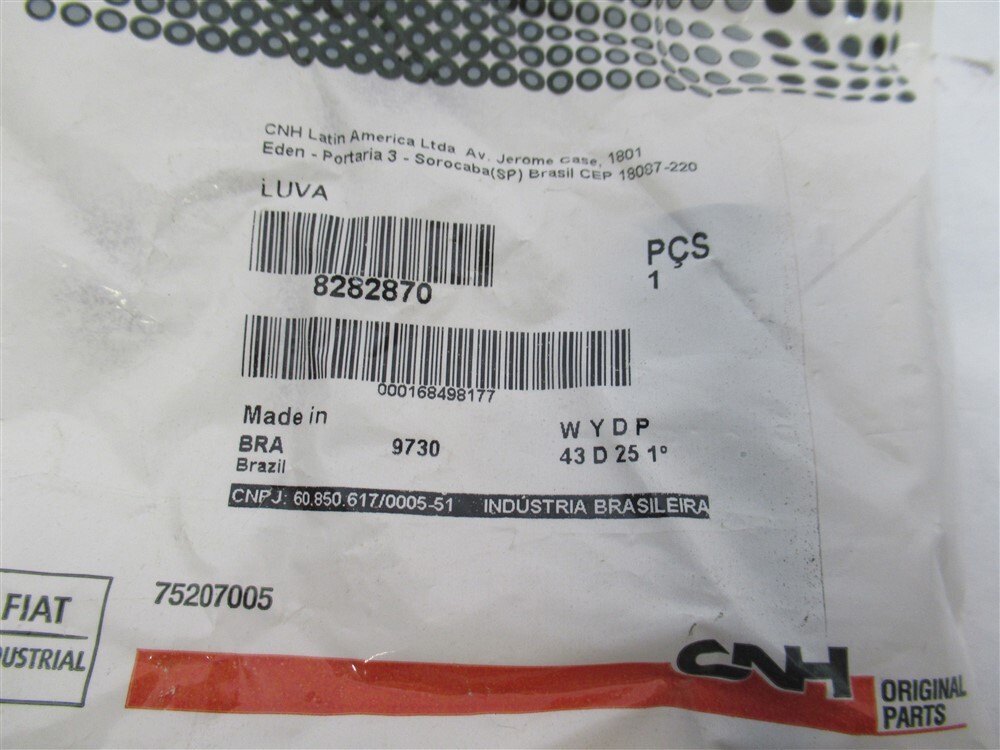 CNH Latin America Ltda Av. Jerome Case, 1801
Eden - Portaria 3 - Sorocaba(SP) Brasil CEP 18087-220
LUVA
PÇS
1
8282870
000168498177
Made in
BRA 9730
Brazil
W Y D P
43 D 25 1º
CNPJ: 60.850.617/0005-51 INDÚSTRIA BRASILEIRA
75207005
FIAT
USTRIAL
CNH
ORIGINAL
PARTS